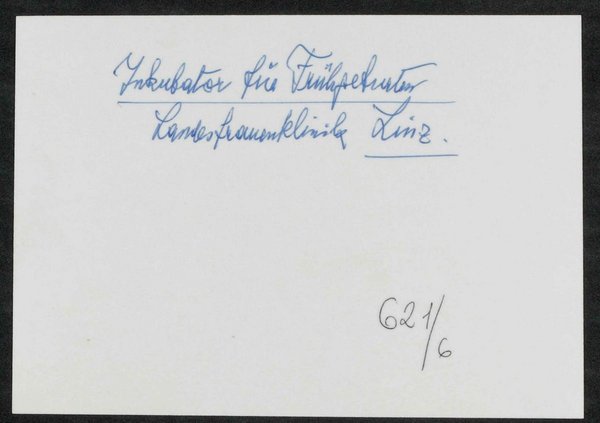 Inkubator für Frühgeburten
Landesfrauenklinik Linz.
621/6